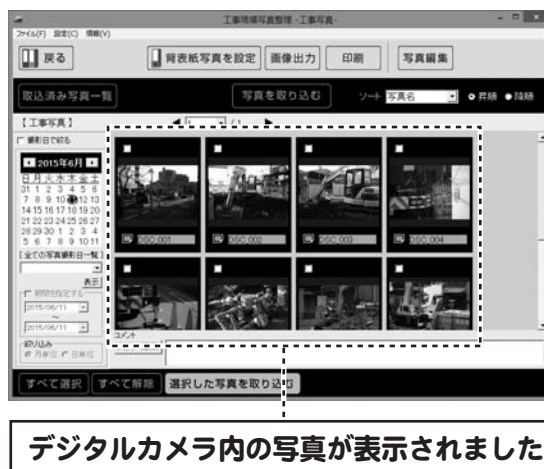 工事現場写真整理 -工事写真-
ファイル(F) 設定(C) 情報(V)
戻る 背表紙写真を設定 画像出力 印刷 写真編集
取込済み写真一覧 写真を取り込む ソート 写真名 昇順 降順
【工事写真】 1 / 1
撮影日で絞る
2015年6月
日 月 火 水 木 金 土
31 1 2 3 4 5 6
7 8 9 10 11 12 13
14 15 16 17 18 19 20
21 22 23 24 25 26 27
28 29 30 1 2 3 4
5 6 7 8 9 10 11
[全ての写真撮影日一覧]
表示
期間を指定する
2015/06/11
～
2015/06/11
絞り込み
月単位 日単位
DSC_001 DSC_002 DSC_003 DSC_004
コメント
すべて選択 すべて解除 選択した写真を取り込む
デジタルカメラ内の写真が表示されました